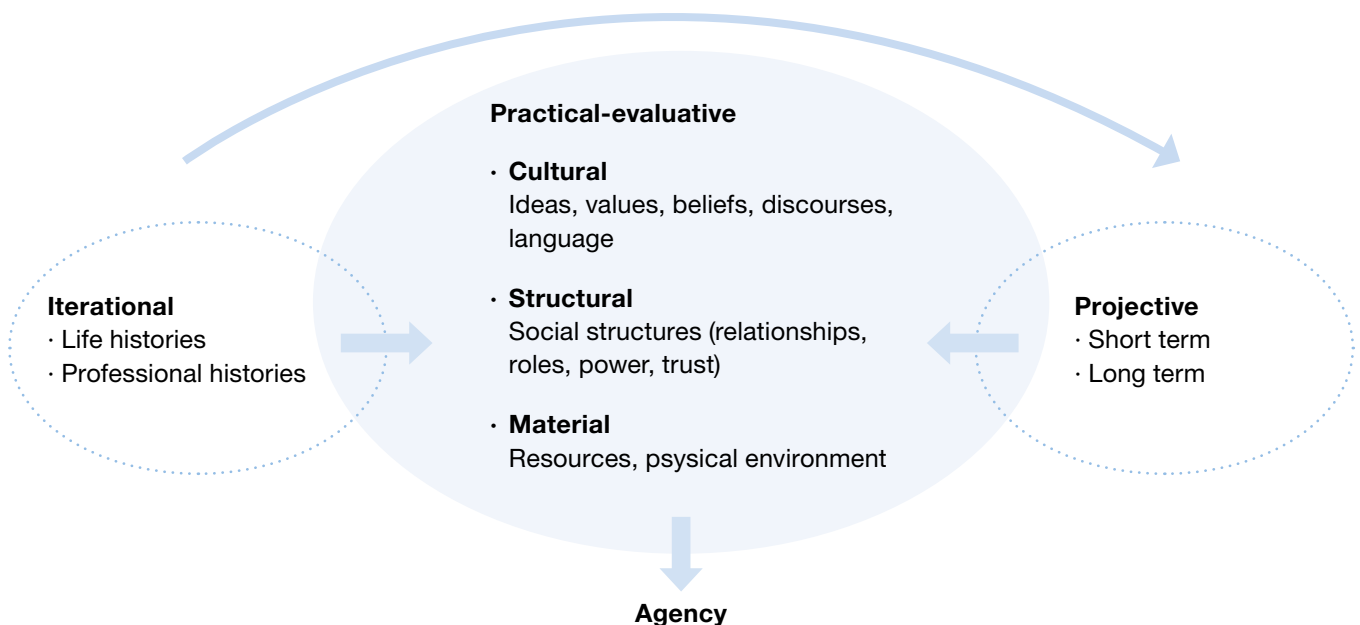 Practical-evaluative
· Cultural
Ideas, values, beliefs, discourses,
language
· Structural
Social structures (relationships,
roles, power, trust)
· Material
Resources, psysical environment
Iterational
· Life histories
· Professional histories
Projective
· Short term
· Long term
Agency